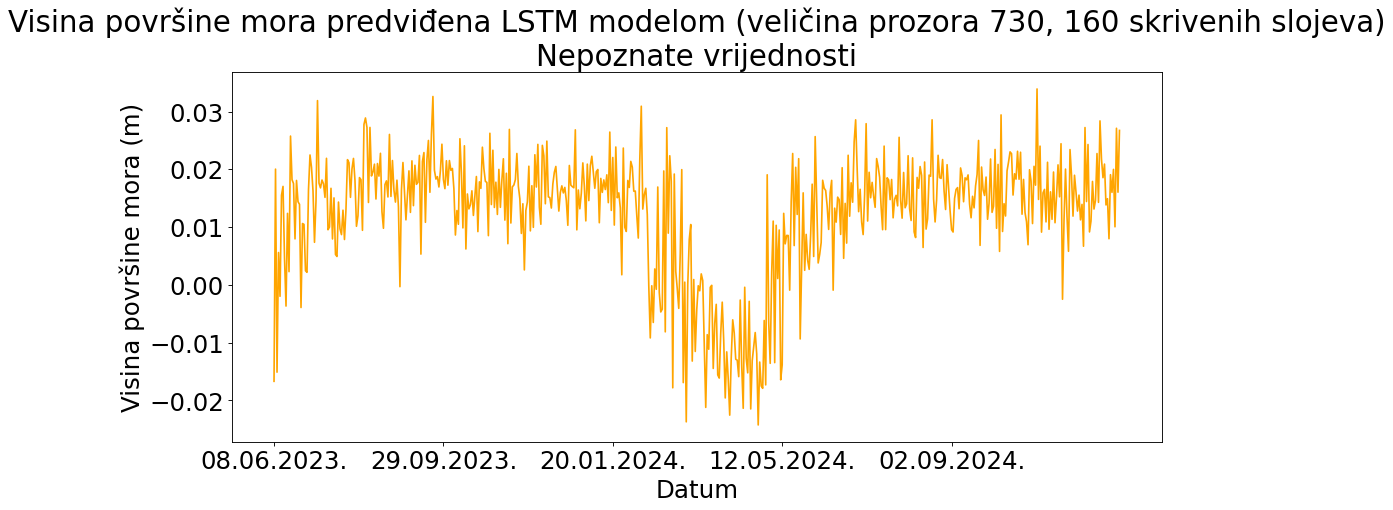 Visina površine mora predviđena LSTM modelom (veličina prozora 730, 160 skrivenih slojeva)
Nepoznate vrijednosti
Visina površine mora (m)
0.03
0.02
0.01
0.00
−0.01
−0.02
08.06.2023. 29.09.2023. 20.01.2024. 12.05.2024. 02.09.2024.
Datum